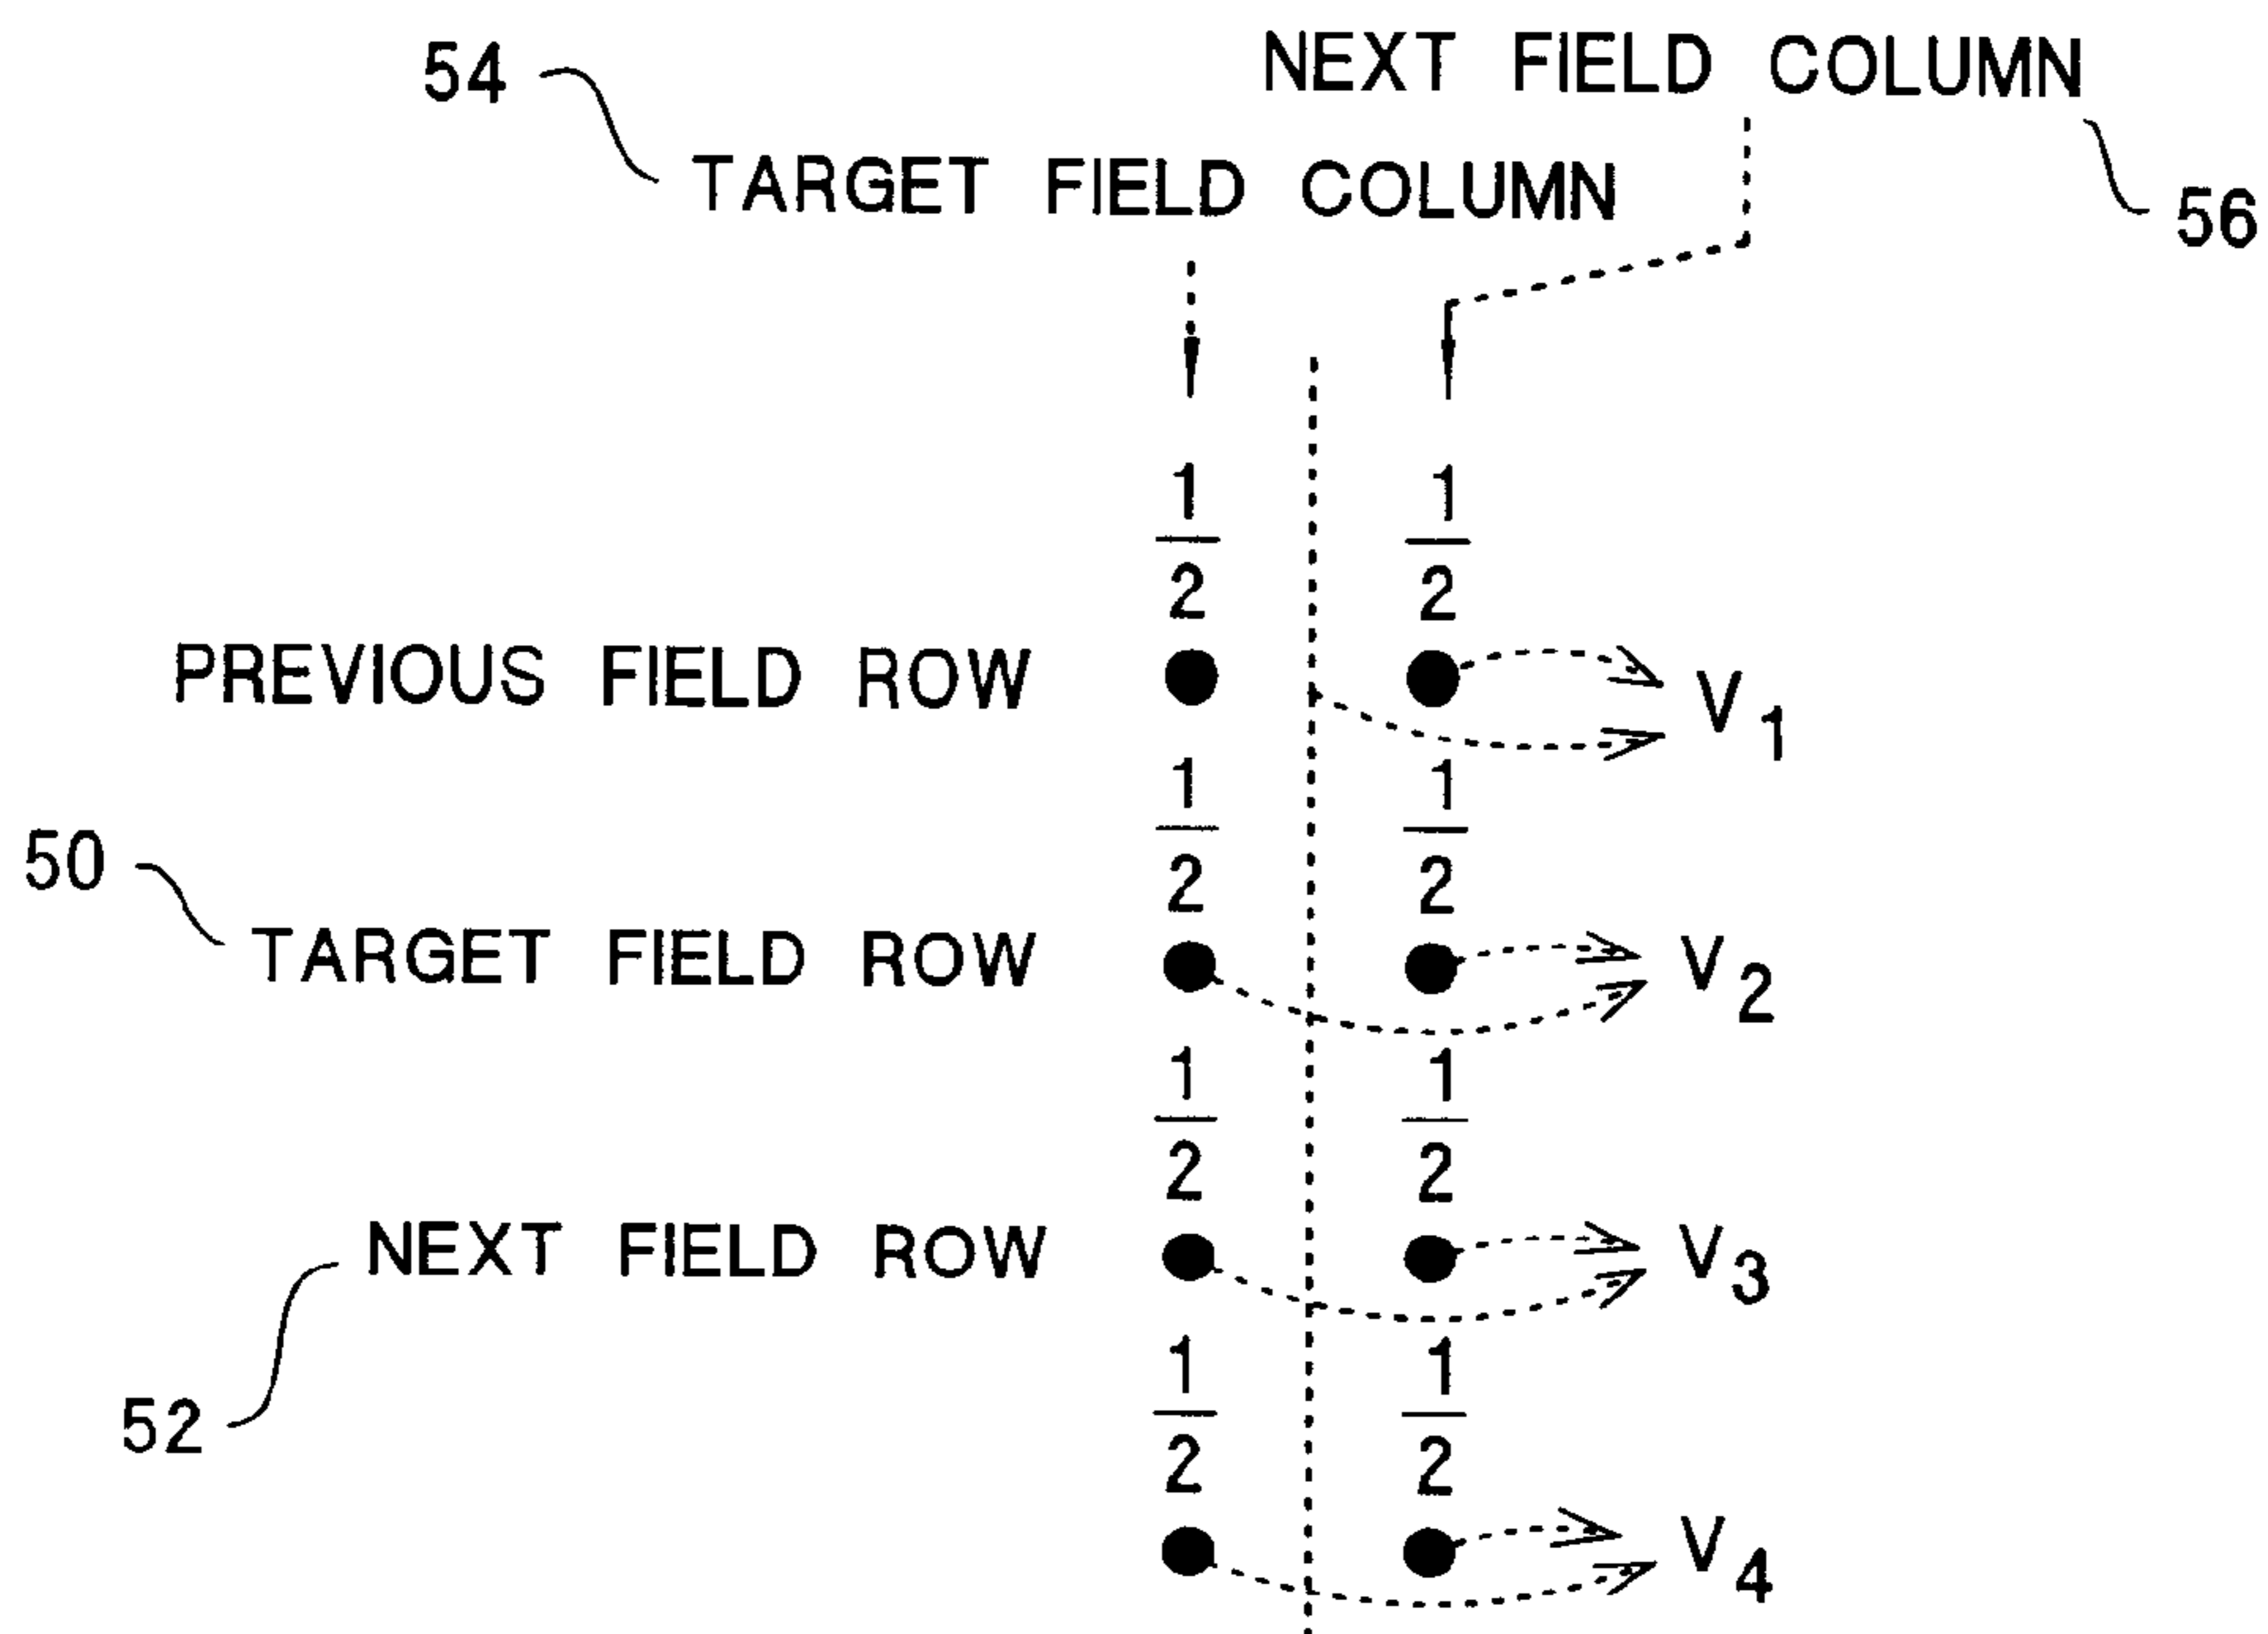 NEXT FIELD COLUMN
54
TARGET FIELD COLUMN
56
1/2 1/2
PREVIOUS FIELD ROW
V1
1/2 1/2
50
TARGET FIELD ROW
V2
1/2 1/2
NEXT FIELD ROW
V3
1/2 1/2
52
V4